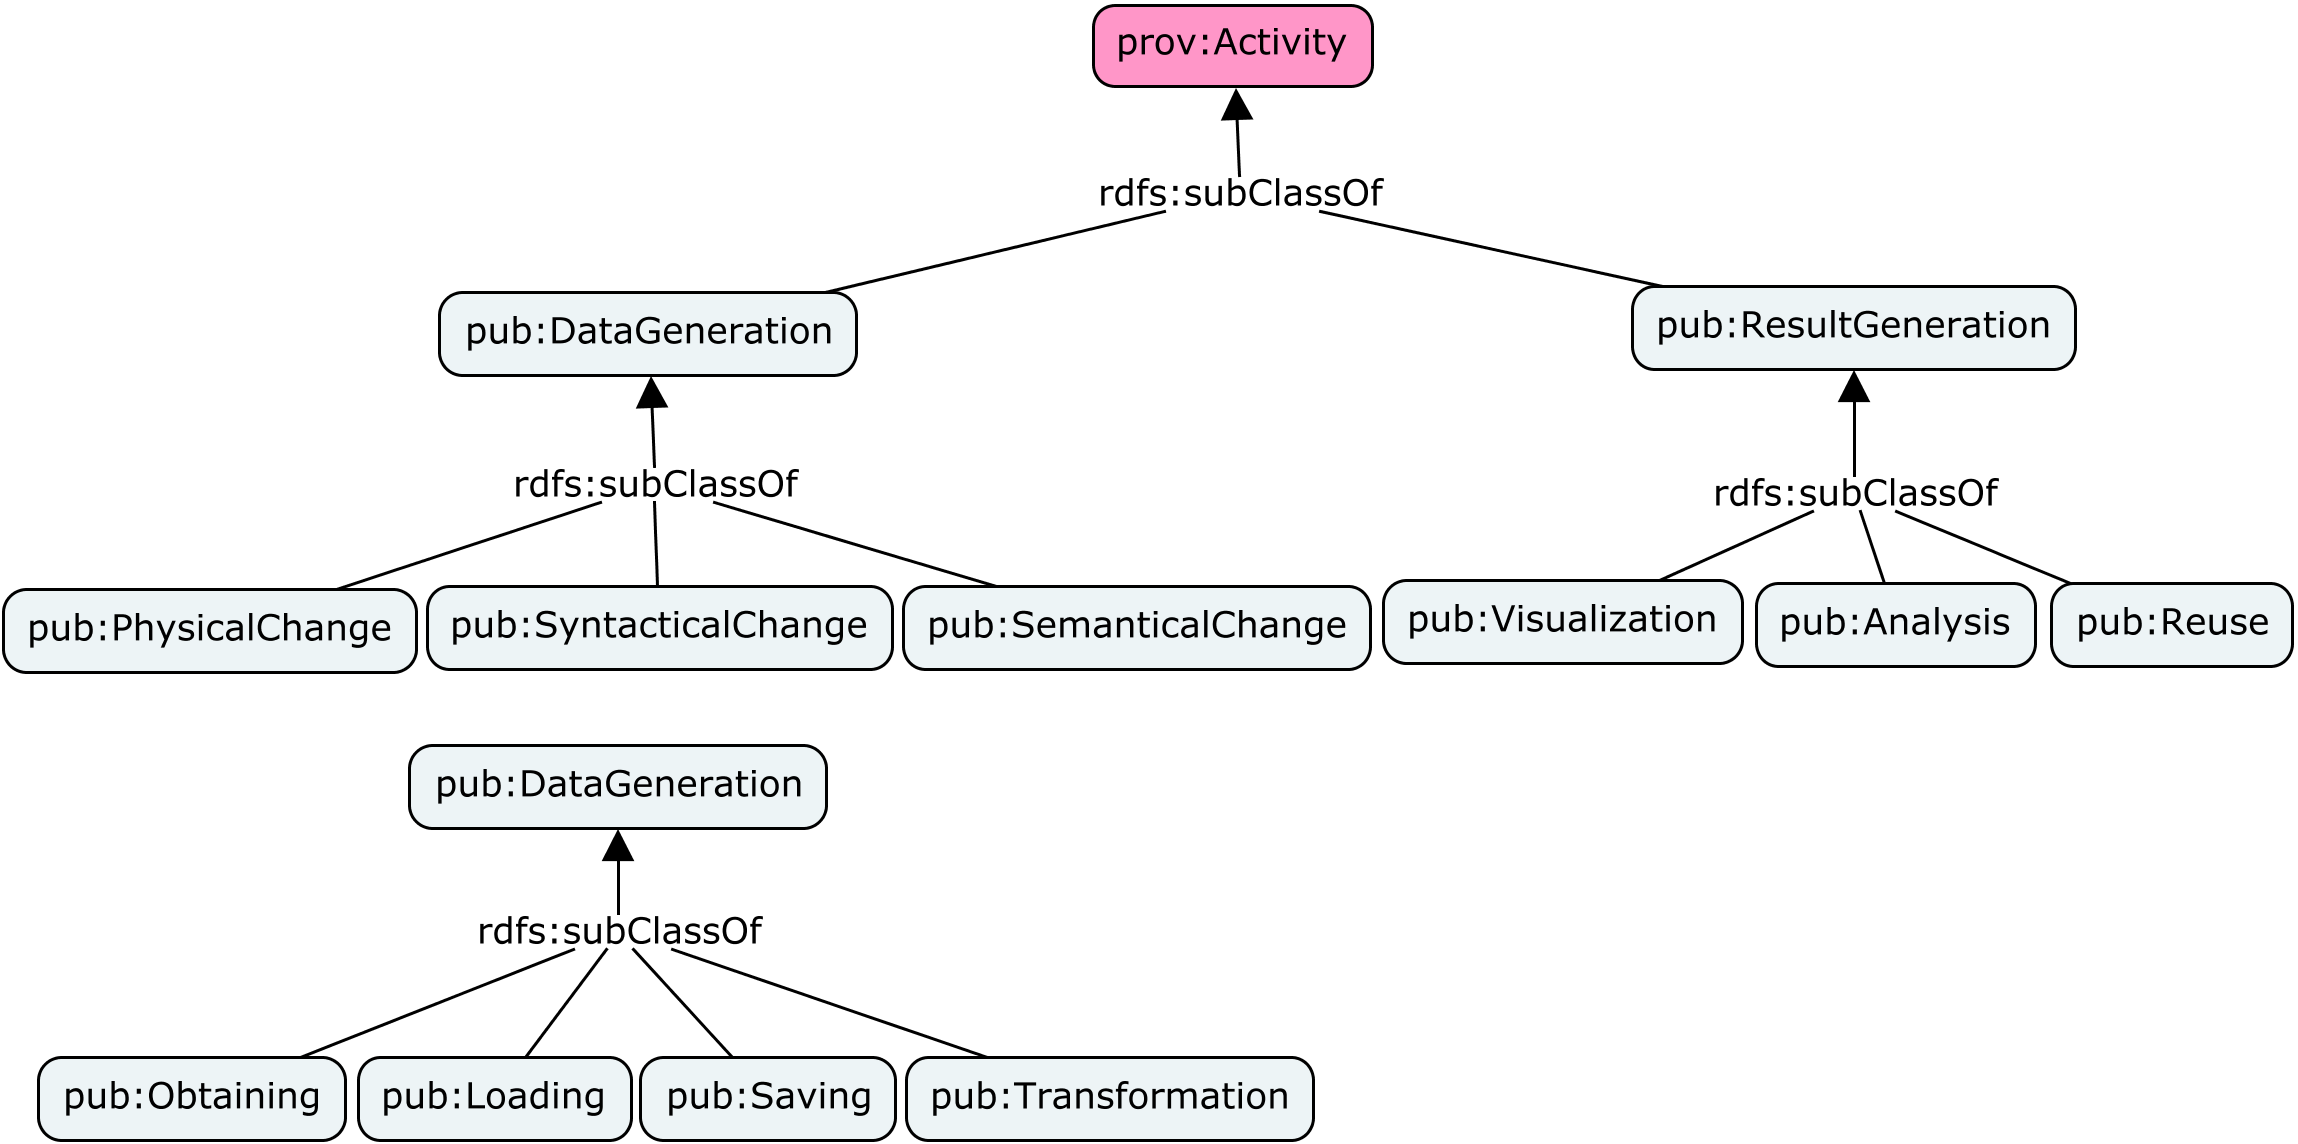 prov:Activity
rdfs:subClassOf
pub:DataGeneration
pub:ResultGeneration
rdfs:subClassOf
rdfs:subClassOf
pub:PhysicalChange
pub:SyntacticalChange
pub:SemanticalChange
pub:Visualization
pub:Analysis
pub:Reuse
pub:DataGeneration
rdfs:subClassOf
pub:Obtaining
pub:Loading
pub:Saving
pub:Transformation